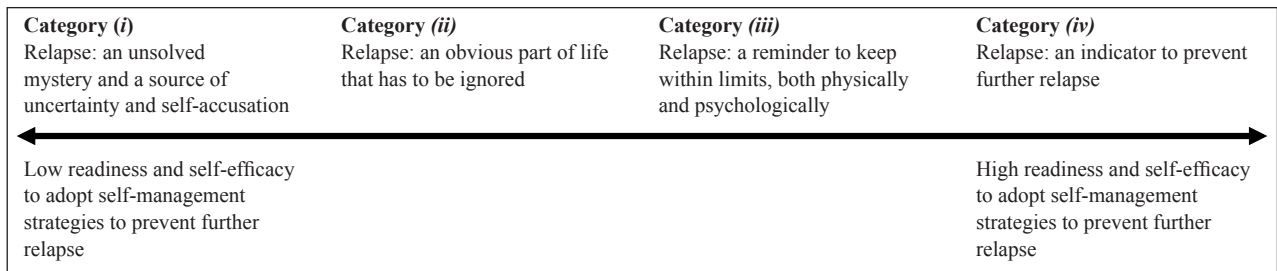 Category (i)
Relapse: an unsolved
mystery and a source of
uncertainty and self-accusation
Category (ii)
Relapse: an obvious part of life
that has to be ignored
Category (iii)
Relapse: a reminder to keep
within limits, both physically
and psychologically
Category (iv)
Relapse: an indicator to prevent
further relapse
Low readiness and self-efficacy
to adopt self-management
strategies to prevent further
relapse
High readiness and self-efficacy
to adopt self-management
strategies to prevent further
relapse